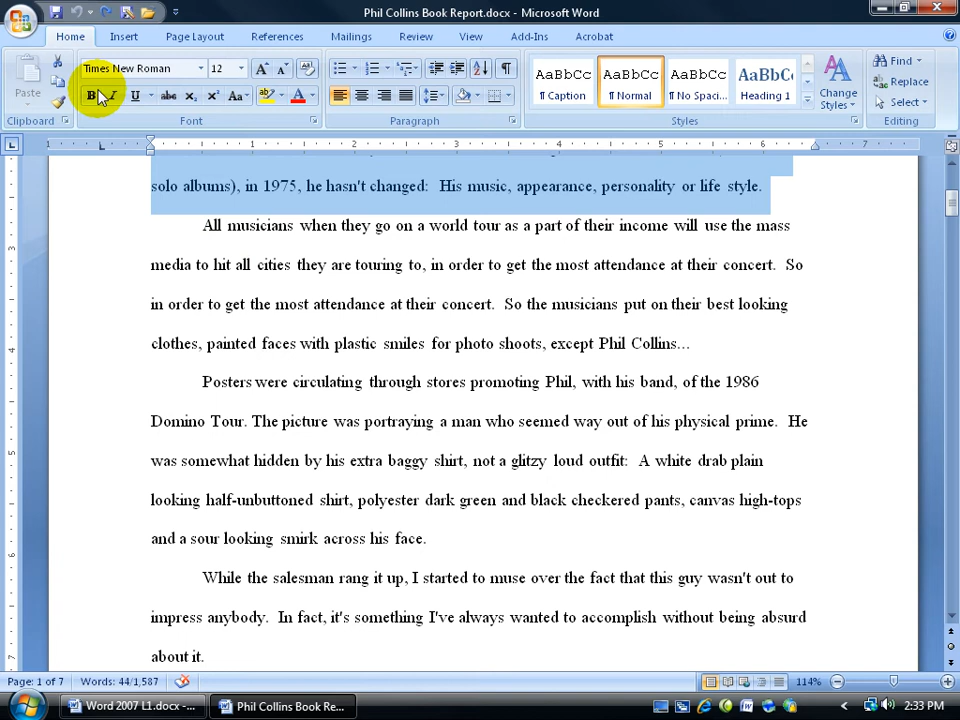 Phil Collins Book Report.docx - Microsoft Word
Home Insert Page Layout References Mailings Review View Add-Ins Acrobat
Times New Roman 12
AaBbCc AaBbCc AaBbCc AaBbC
¶ Caption ¶ Normal ¶ No Spaci... Heading 1
Paste
Change Styles
Find
Replace
Select
Clipboard Font Paragraph Styles Editing
1 1 2 3 4 5 6 7
solo albums), in 1975, he hasn't changed: His music, appearance, personality or life style.
All musicians when they go on a world tour as a part of their income will use the mass
media to hit all cities they are touring to, in order to get the most attendance at their concert. So
in order to get the most attendance at their concert. So the musicians put on their best looking
clothes, painted faces with plastic smiles for photo shoots, except Phil Collins...
Posters were circulating through stores promoting Phil, with his band, of the 1986
Domino Tour. The picture was portraying a man who seemed way out of his physical prime. He
was somewhat hidden by his extra baggy shirt, not a glitzy loud outfit: A white drab plain
looking half-unbuttoned shirt, polyester dark green and black checkered pants, canvas high-tops
and a sour looking smirk across his face.
While the salesman rang it up, I started to muse over the fact that this guy wasn't out to
impress anybody. In fact, it's something I've always wanted to accomplish without being absurd
about it.
Page: 1 of 7 Words: 44/1,587 114%
Word 2007 L1.docx -... Phil Collins Book Re... 2:33 PM